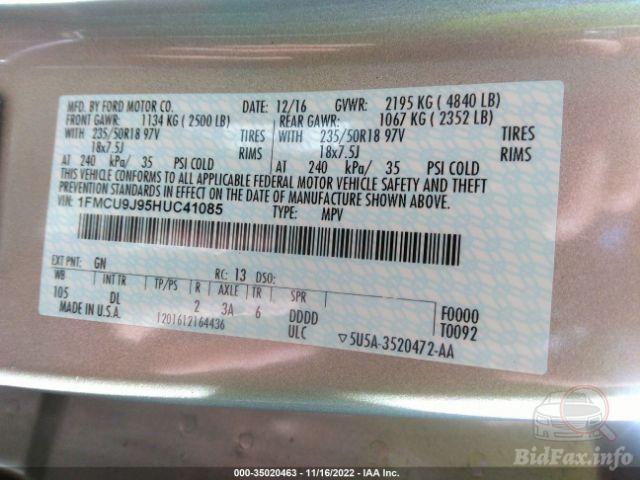 MFD. BY FORD MOTOR CO. DATE: 12/16 GVWR: 2195 KG ( 4840 LB)
FRONT GAWR: 1134 KG ( 2500 LB) REAR GAWR: 1067 KG ( 2352 LB)
WITH 235/50R18 97V TIRES WITH 235/50R18 97V TIRES
18x7.5J RIMS 18x7.5J RIMS
AT 240 kPa/ 35 PSI COLD AT 240 kPa/ 35 PSI COLD
THIS VEHICLE CONFORMS TO ALL APPLICABLE FEDERAL MOTOR VEHICLE SAFETY AND THEFT
PREVENTION STANDARDS IN EFFECT ON THE DATE OF MANUFACTURE SHOWN ABOVE.
VIN: 1FMCU9J95HUC41085 TYPE: MPV
EXT PNT: GN RC: 13 DSO:
WB INT TR TP/PS R AXLE TR SPR
105 DL 2 3A 6 DDDD F0000
MADE IN U.S.A. 1201612164436 ULC T0092
▽5U5A-3520472-AA
BidFax.info
000-35020463 - 11/16/2022 - IAA Inc.